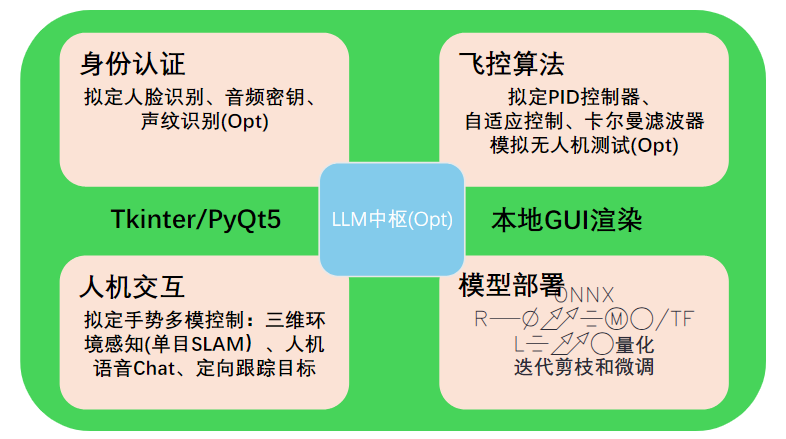 身份认证
拟定人脸识别、音频密钥、
声纹识别(Opt)
飞控算法
拟定PID控制器、
自适应控制、卡尔曼滤波器
模拟无人机测试(Opt)
Tkinter/PyQt5
LLM中枢(Opt)
本地GUI渲染
人机交互
拟定手势多模控制：三维环
境感知(单目SLAM）、人机
语音Chat、定向跟踪目标
模型部署
ONNX
/TF
量化
迭代剪枝和微调